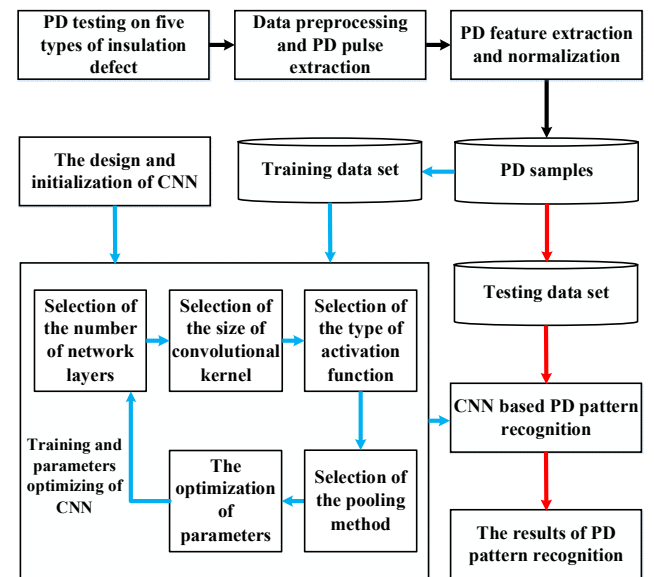 PD testing on five
types of insulation
defect
Data preprocessing
and PD pulse
extraction
PD feature extraction
and normalization
The design and
initialization of CNN
Training data set
PD samples
Testing data set
Selection of
the number
of network
layers
Selection of
the size of
convolutional
kernel
Selection of
the type of
activation
function
CNN based PD pattern
recognition
Training and
parameters
optimizing of
CNN
The
optimization
of
parameters
Selection of
the pooling
method
The results of PD
pattern recognition